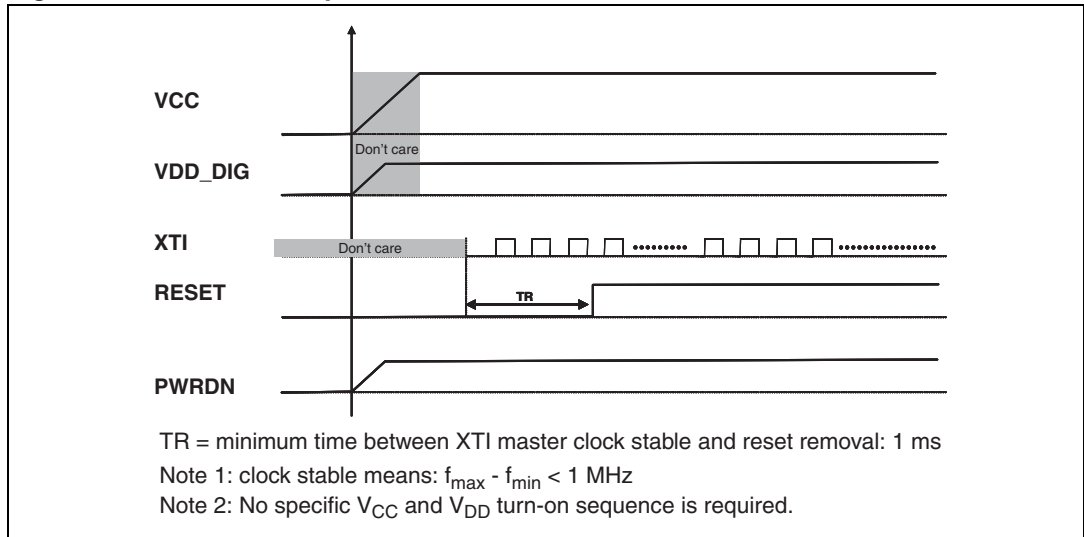 VCC
Don't care
VDD_DIG
XTI
Don't care
RESET
TR
PWRDN
TR = minimum time between XTI master clock stable and reset removal: 1 ms
Note 1: clock stable means: fmax - fmin < 1 MHz
Note 2: No specific VCC and VDD turn-on sequence is required.